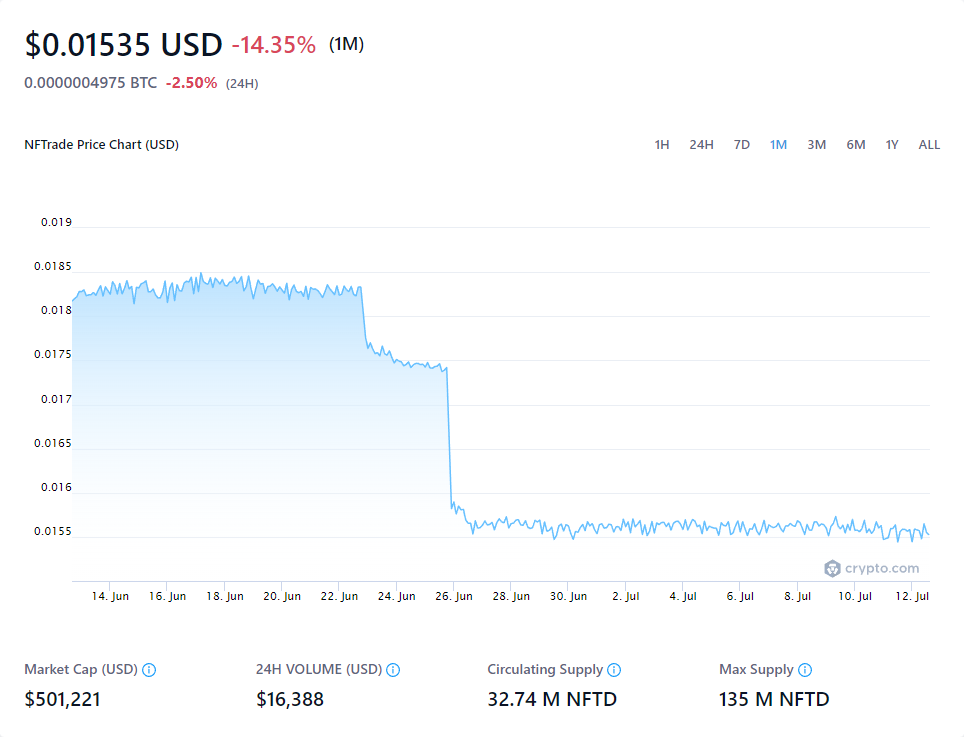 $0.01535 USD -14.35% (1M)
0.0000004975 BTC -2.50% (24H)
NFTrade Price Chart (USD) 1H 24H 7D 1M 3M 6M 1Y ALL
0.019
0.0185
0.018
0.0175
0.017
0.0165
0.016
0.0155
crypto.com
14. Jun 16. Jun 18. Jun 20. Jun 22. Jun 24. Jun 26. Jun 28. Jun 30. Jun 2. Jul 4. Jul 6. Jul 8. Jul 10. Jul 12. Jul
Market Cap (USD) 24H VOLUME (USD) Circulating Supply Max Supply
$501,221 $16,388 32.74 M NFTD 135 M NFTD